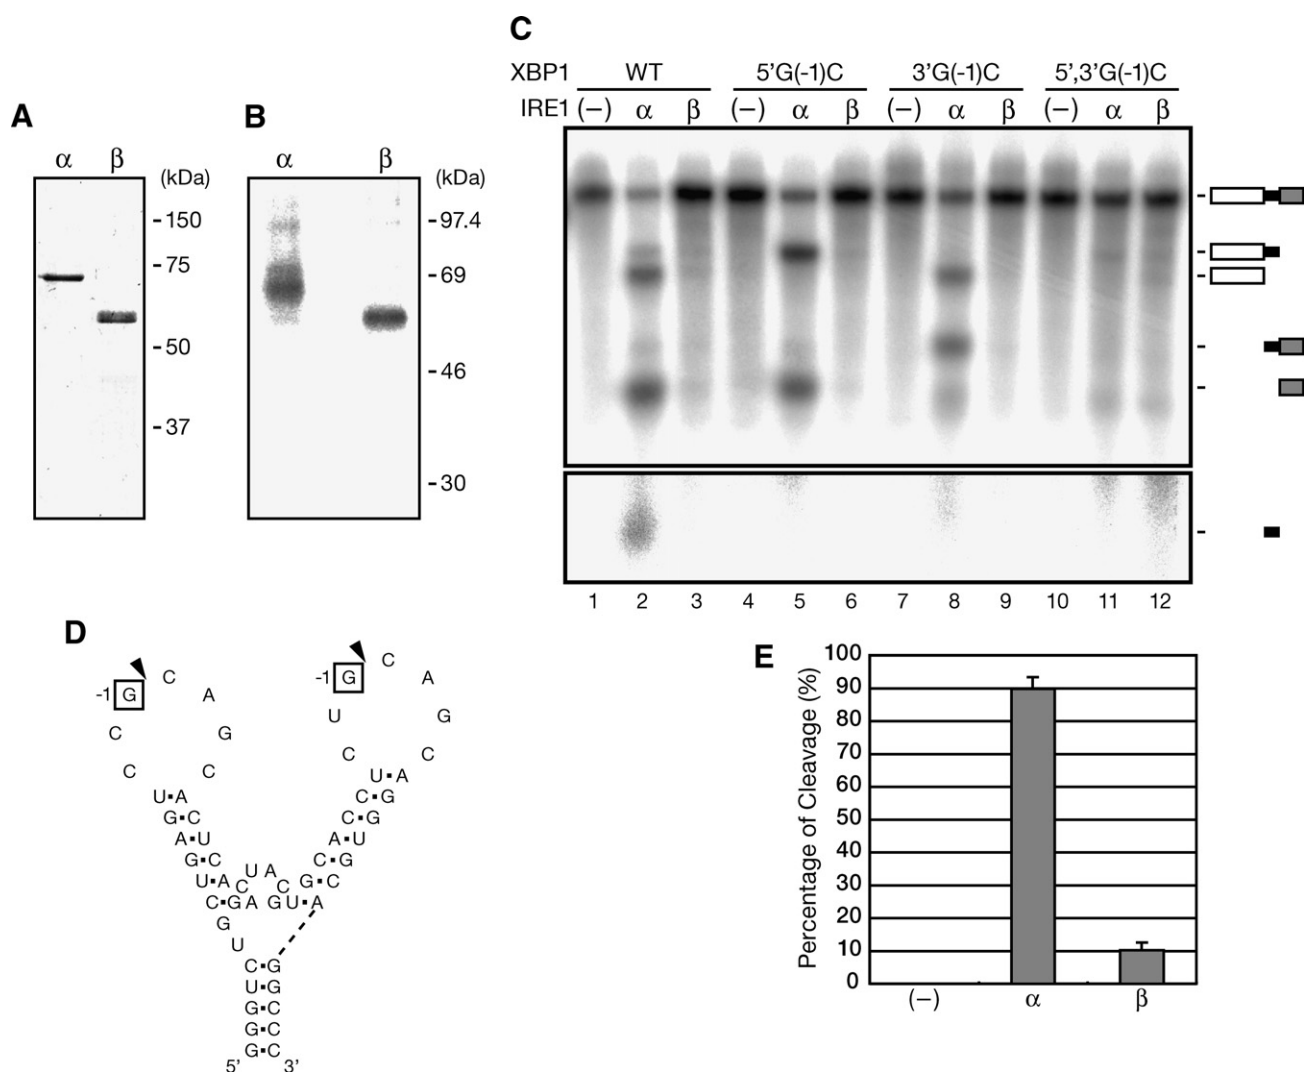 A
α β
(kDa)
-150
-75
-50
-37
B
α β
(kDa)
-97.4
-69
-46
-30
C
XBP1 WT 5'G(-1)C 3'G(-1)C 5',3'G(-1)C
IRE1 (−) α β (−) α β (−) α β (−) α β
1 2 3 4 5 6 7 8 9 10 11 12
D
-1 G C A G C
C C
-1 G C A G C
U C
U A
G C
A U
G C
U A C U A C
C G A G U A
U A
C G
C G
A U
C G
G C
G
U
C G
U G
G C
G C
G C
5' 3'
E
Percentage of Cleavage (%)
100
90
80
70
60
50
40
30
20
10
0
(−) α β